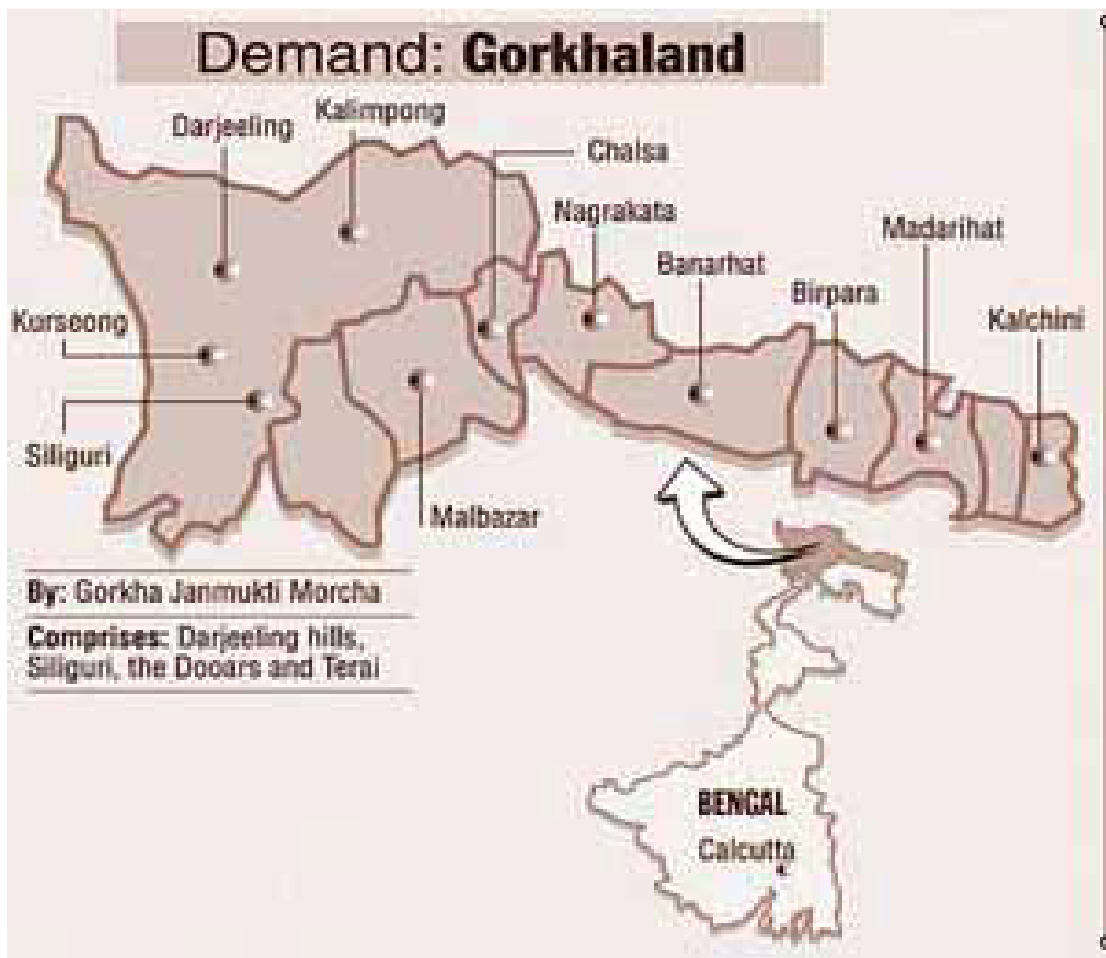 Demand: Gorkhaland
Kalimpong
Darjeeling
Chalsa
Nagrakata
Madarihat
Banarhat
Birpara
Kalchini
Kurseong
Siliguri
Malbazar
By: Gorkha Janmukti Morcha
Comprises: Darjeeling hills,
Siliguri, the Dooars and Terai
BENGAL
Calcutta